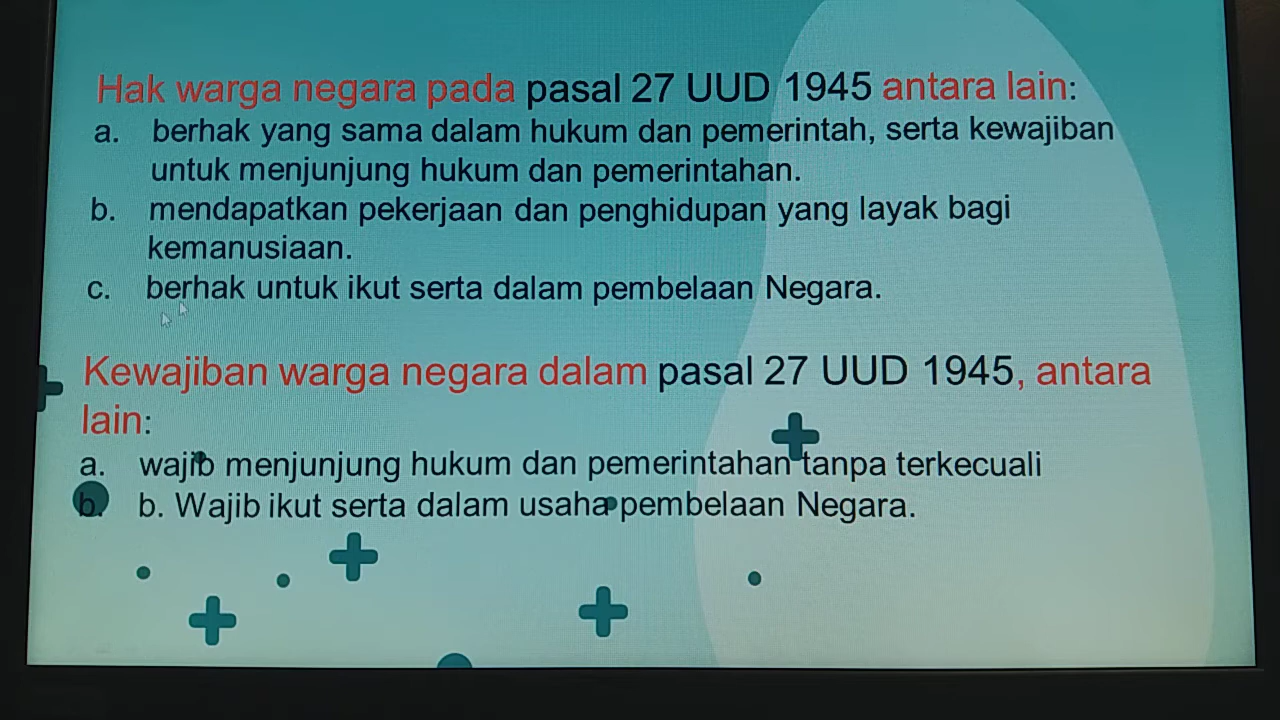 Hak warga negara pada pasal 27 UUD 1945 antara lain:
a. berhak yang sama dalam hukum dan pemerintah, serta kewajiban
untuk menjunjung hukum dan pemerintahan.
b. mendapatkan pekerjaan dan penghidupan yang layak bagi
kemanusiaan.
c. berhak untuk ikut serta dalam pembelaan Negara.
Kewajiban warga negara dalam pasal 27 UUD 1945, antara
lain:
a. wajib menjunjung hukum dan pemerintahan tanpa terkecuali
b. b. Wajib ikut serta dalam usaha pembelaan Negara.